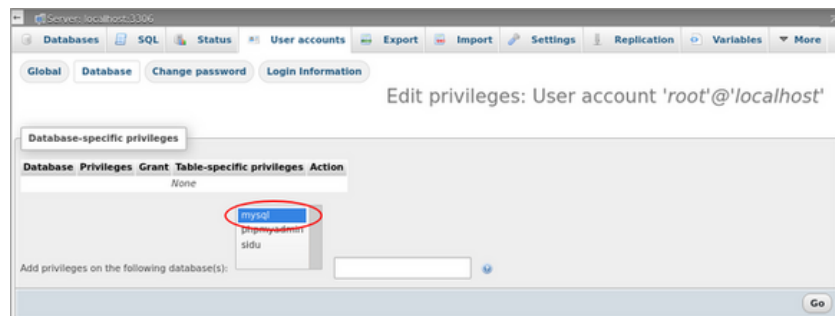 Server: localhost:3306
Databases SQL Status User accounts Export Import Settings Replication Variables More
Global Database Change password Login Information
Edit privileges: User account 'root'@'localhost'
Database-specific privileges
Database Privileges Grant Table-specific privileges Action
None
mysql
phpmyadmin
sidu
Add privileges on the following database(s):
Go